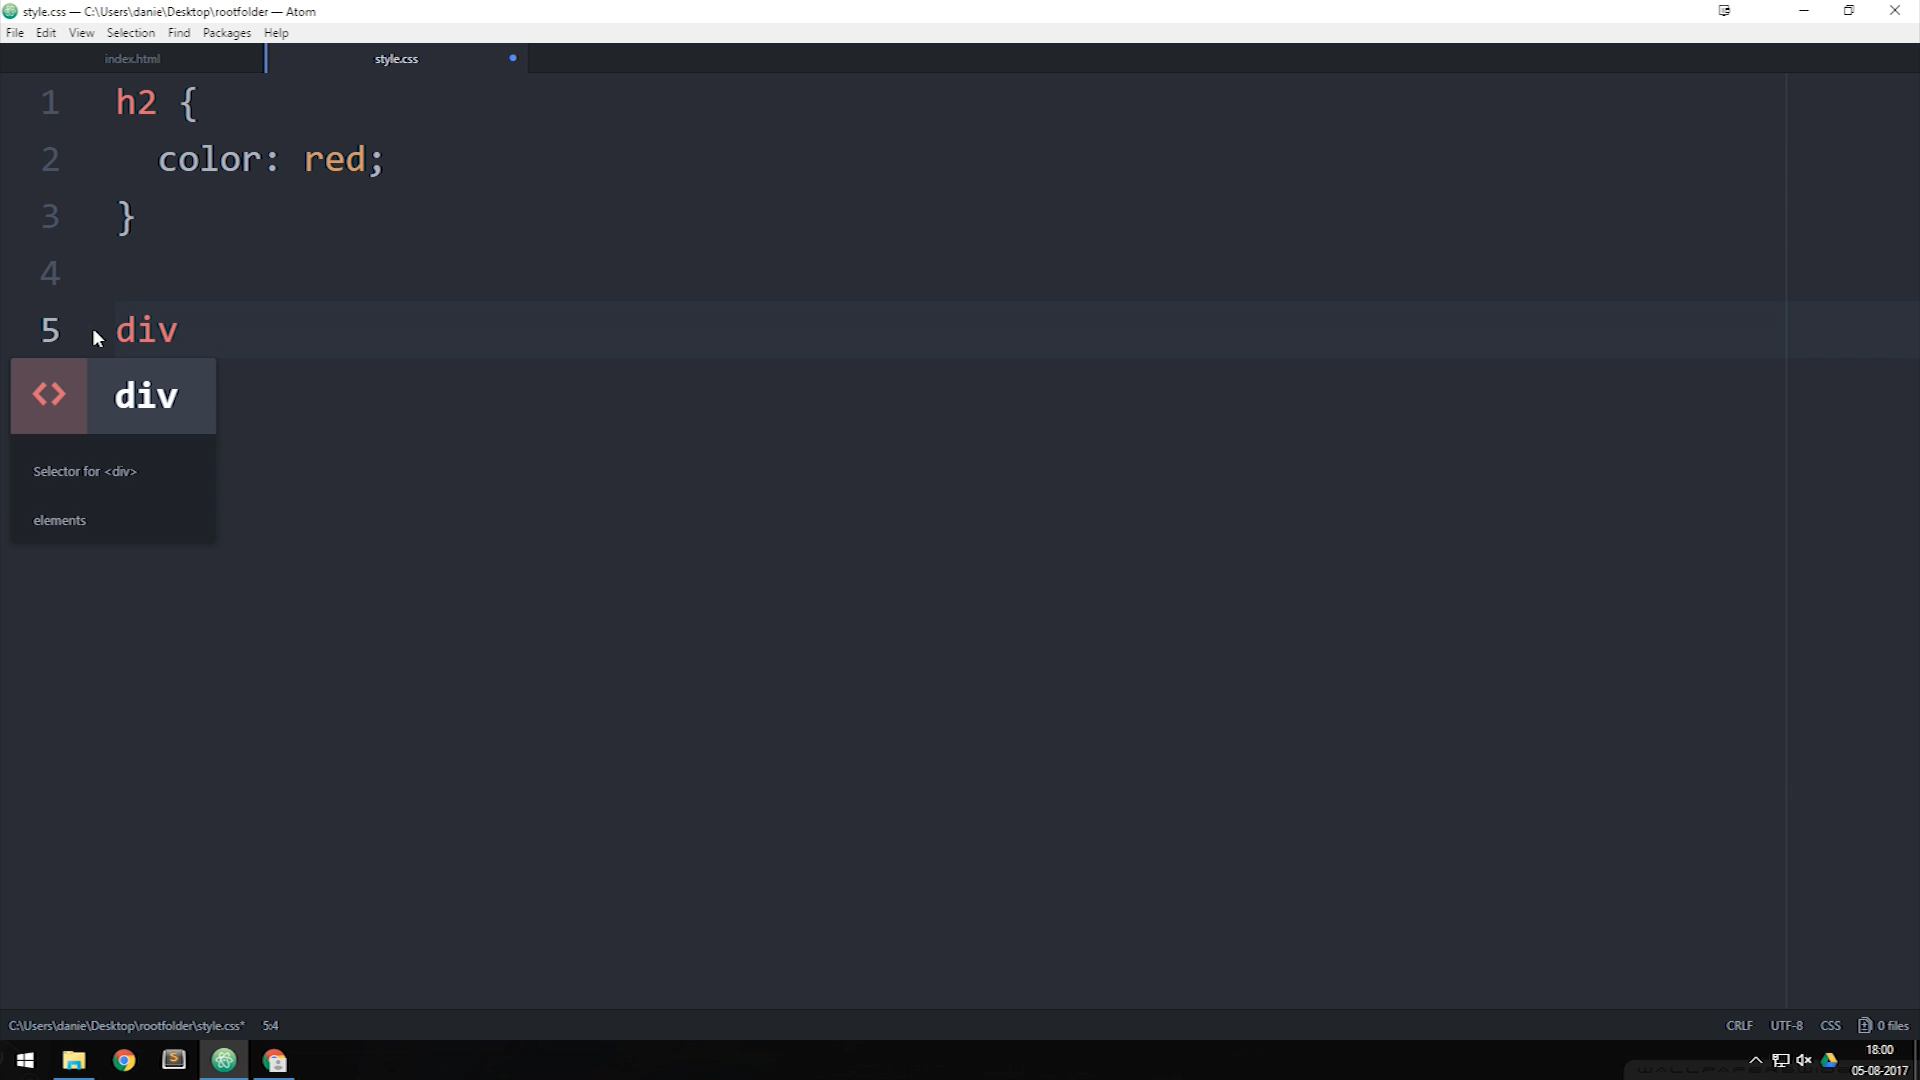 style.css — C:\Users\danie\Desktop\rootfolder — Atom
File Edit View Selection Find Packages Help
index.html style.css
1 h2 {
2 color: red;
3 }
4
5 div
<> div
Selector for <div>
elements
C:\Users\danie\Desktop\rootfolder\style.css* 5:4 CRLF UTF-8 CSS 0 files
S 18:00
05-08-2017